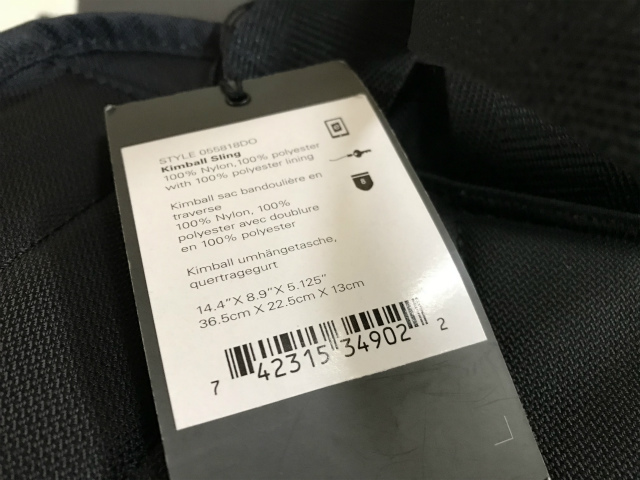 STYLE 055818DO
Kimball Sling
100% Nylon,100% polyester
with 100% polyester lining
Kimball sac bandoulière en
traverse
100% Nylon, 100%
polyester avec doublure
en 100% polyester
Kimball umhängetasche,
quertragegurt
14.4"X 8.9"X 5.125"
36.5cm X 22.5cm X 13cm
7 42315 34902 2